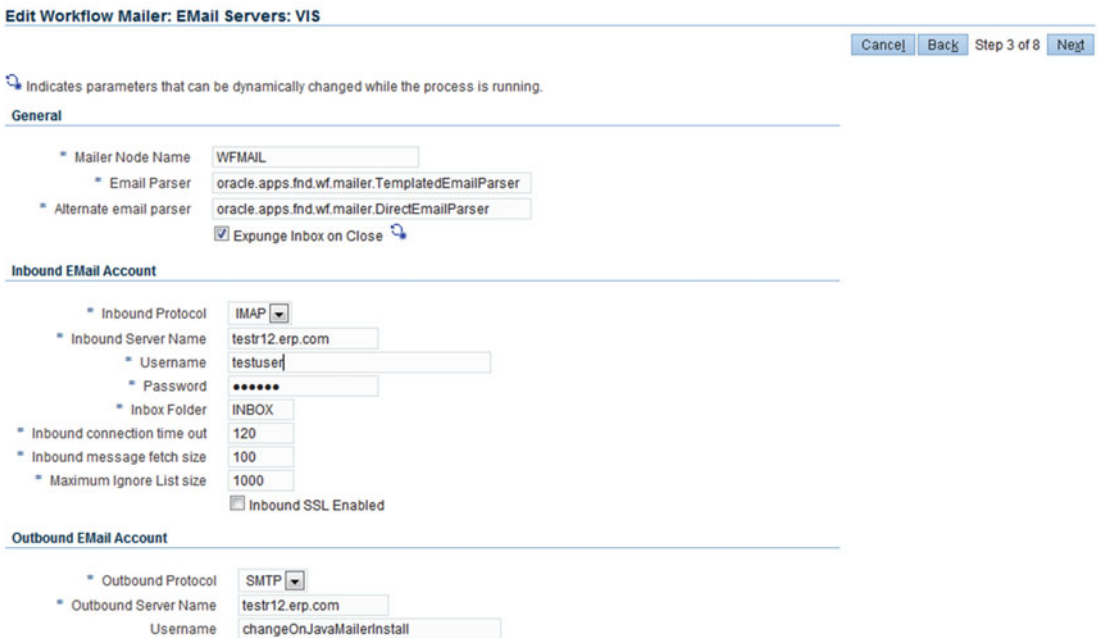 Edit Workflow Mailer: EMail Servers: VIS
Cancel Back Step 3 of 8 Next
Indicates parameters that can be dynamically changed while the process is running.
General
* Mailer Node Name WFMAIL
* Email Parser oracle.apps.fnd.wf.mailer.TemplatedEmailParser
* Alternate email parser oracle.apps.fnd.wf.mailer.DirectEmailParser
Expunge Inbox on Close
Inbound EMail Account
* Inbound Protocol IMAP
* Inbound Server Name testr12.erp.com
* Username testuser
* Password ●●●●●●
* Inbox Folder INBOX
* Inbound connection time out 120
* Inbound message fetch size 100
* Maximum Ignore List size 1000
Inbound SSL Enabled
Outbound EMail Account
* Outbound Protocol SMTP
* Outbound Server Name testr12.erp.com
Username changeOnJavaMailerInstall